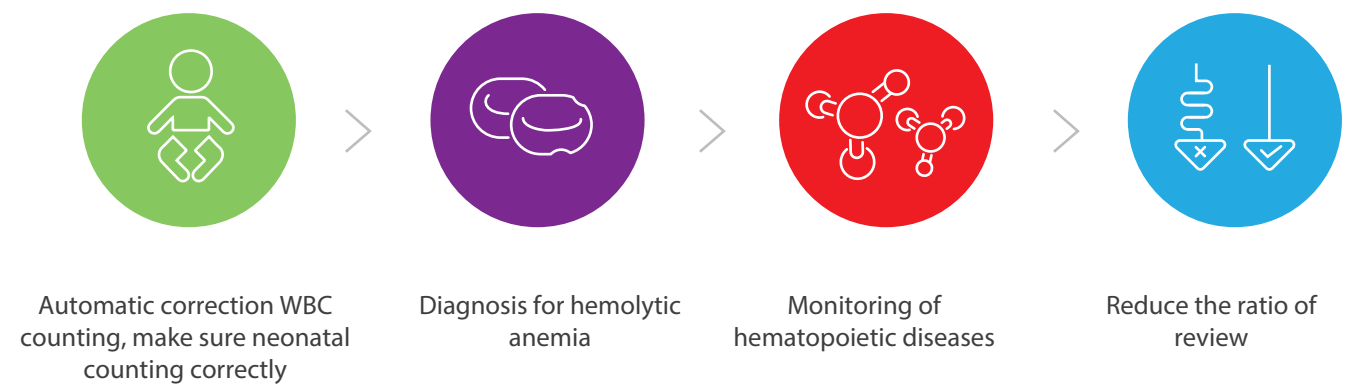 Automatic correction WBC
counting, make sure neonatal
counting correctly
Diagnosis for hemolytic
anemia
Monitoring of
hematopoietic diseases
Reduce the ratio of
review